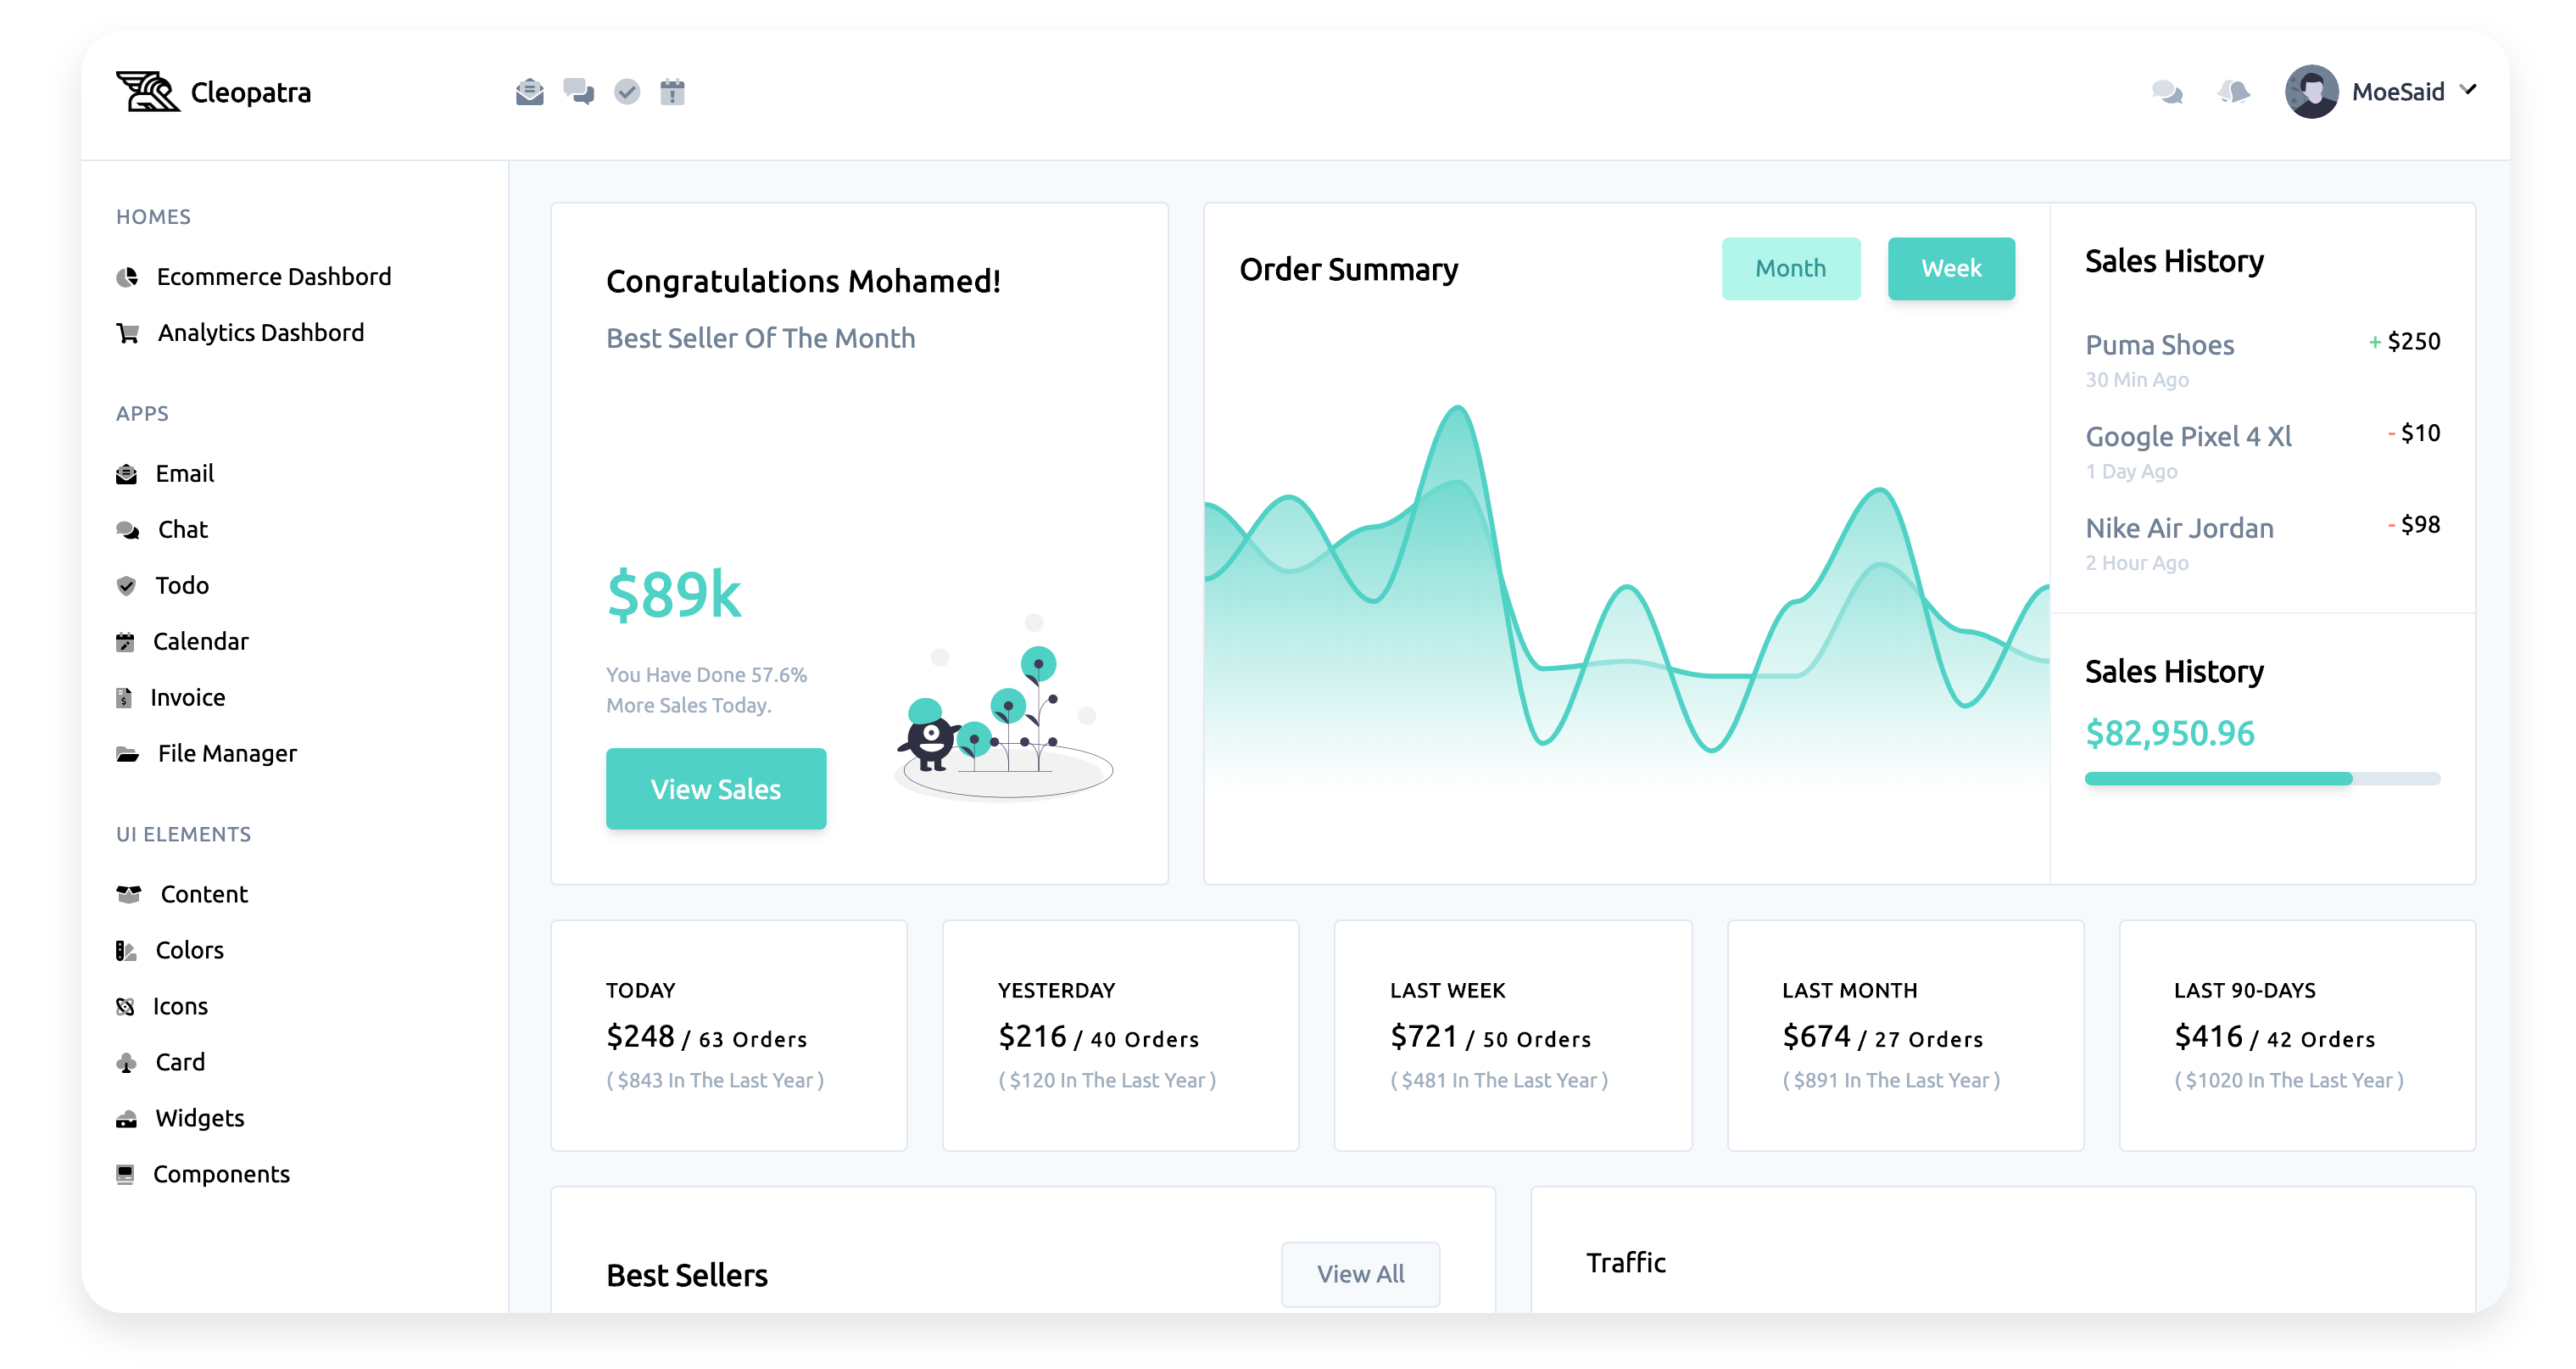 Cleopatra
MoeSaid
HOMES
Ecommerce Dashbord
Analytics Dashbord
APPS
Email
Chat
Todo
Calendar
Invoice
File Manager
UI ELEMENTS
Content
Colors
Icons
Card
Widgets
Components
Congratulations Mohamed!
Best Seller Of The Month
$89k
You Have Done 57.6%
More Sales Today.
View Sales
Order Summary
Month
Week
Sales History
Puma Shoes
+ $250
30 Min Ago
Google Pixel 4 Xl
- $10
1 Day Ago
Nike Air Jordan
- $98
2 Hour Ago
Sales History
$82,950.96
TODAY
$248 / 63 Orders
( $843 In The Last Year )
YESTERDAY
$216 / 40 Orders
( $120 In The Last Year )
LAST WEEK
$721 / 50 Orders
( $481 In The Last Year )
LAST MONTH
$674 / 27 Orders
( $891 In The Last Year )
LAST 90-DAYS
$416 / 42 Orders
( $1020 In The Last Year )
Best Sellers
View All
Traffic